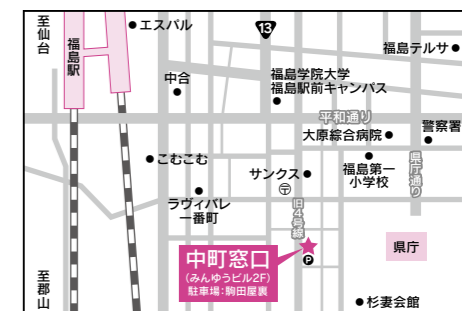 至仙台
福島駅
エスパル
13
福島テルサ
中合
福島学院大学
福島駅前キャンパス
平和通り
大原綜合病院
警察署
こむこむ
サンクス
〒
福島第一
小学校
県庁通り
ラヴィバレ
一番町
旧4号線
中町窓口
(みんゆうビル2F)
駐車場:駒田屋裏
P
県庁
至郡山
杉妻会館